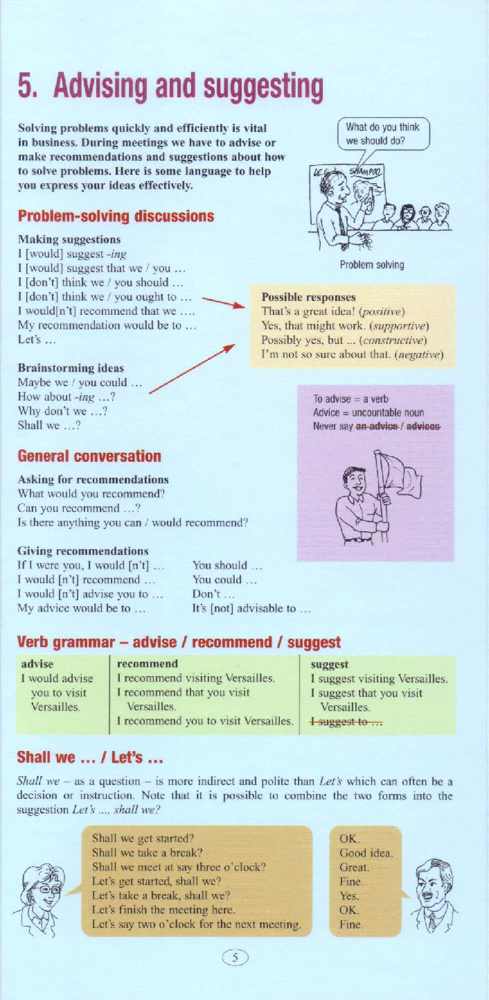 5. Advising and suggesting
Solving problems quickly and efficiently is vital
in business. During meetings we have to advise or
make recommendations and suggestions about how
to solve problems. Here is some language to help
you express your ideas effectively.
What do you think
we should do?
SHAMPOO
Problem solving
Problem-solving discussions
Making suggestions
I [would] suggest -ing
I [would] suggest that we / you ...
I [don't] think we / you should ...
I [don't] think we / you ought to ...
I would[n't] recommend that we ....
My recommendation would be to ...
Let's ...
Possible responses
That's a great idea! (positive)
Yes, that might work. (supportive)
Possibly yes, but ... (constructive)
I'm not so sure about that. (negative)
Brainstorming ideas
Maybe we / you could ...
How about -ing ...?
Why don't we ...?
Shall we ...?
To advise = a verb
Advice = uncountable noun
Never say an advice / advices
General conversation
Asking for recommendations
What would you recommend?
Can you recommend ...?
Is there anything you can / would recommend?
Giving recommendations
If I were you, I would [n't] ...
I would [n't] recommend ...
I would [n't] advise you to ...
My advice would be to ...
You should ...
You could ...
Don't ...
It's [not] advisable to ...
Verb grammar – advise / recommend / suggest
advise
I would advise
you to visit
Versailles.
recommend
I recommend visiting Versailles.
I recommend that you visit
Versailles.
I recommend you to visit Versailles.
suggest
I suggest visiting Versailles.
I suggest that you visit
Versailles.
I suggest to ...
Shall we ... / Let's ...
Shall we – as a question – is more indirect and polite than Let's which can often be a
decision or instruction. Note that it is possible to combine the two forms into the
suggestion Let's ..., shall we?
Shall we get started?
Shall we take a break?
Shall we meet at say three o'clock?
Let's get started, shall we?
Let's take a break, shall we?
Let's finish the meeting here.
Let's say two o'clock for the next meeting.
OK.
Good idea.
Great.
Fine.
Yes.
OK.
Fine.
5